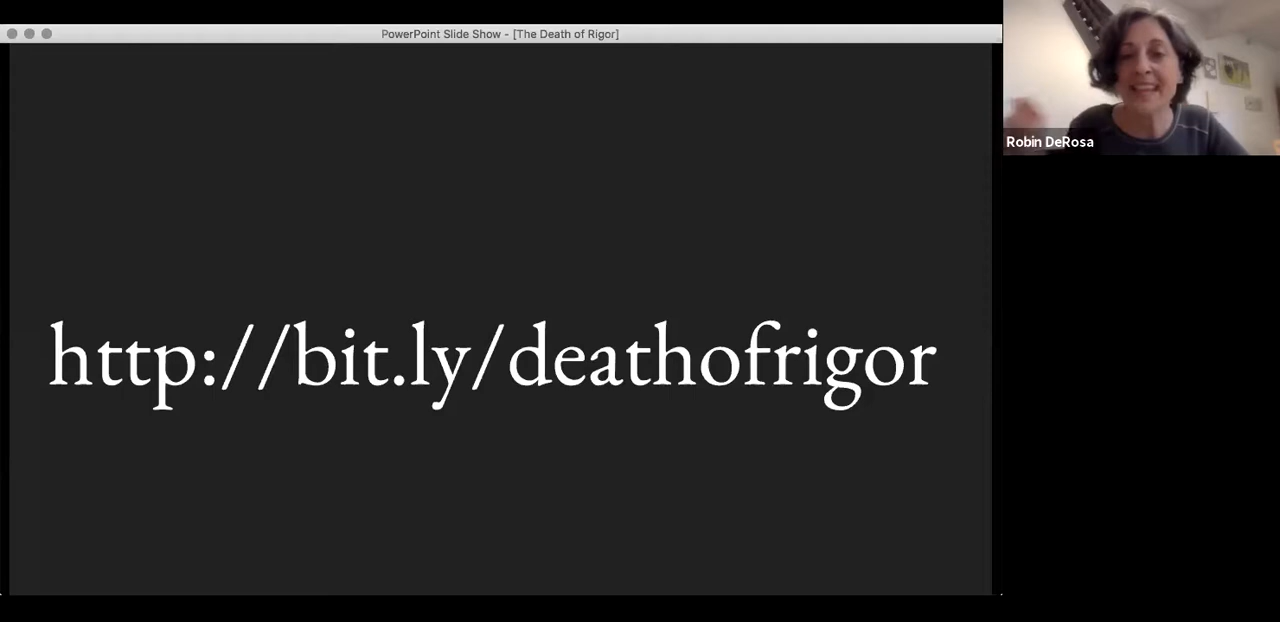 PowerPoint Slide Show - [The Death of Rigor]
Robin DeRosa
http://bit.ly/deathofrigor